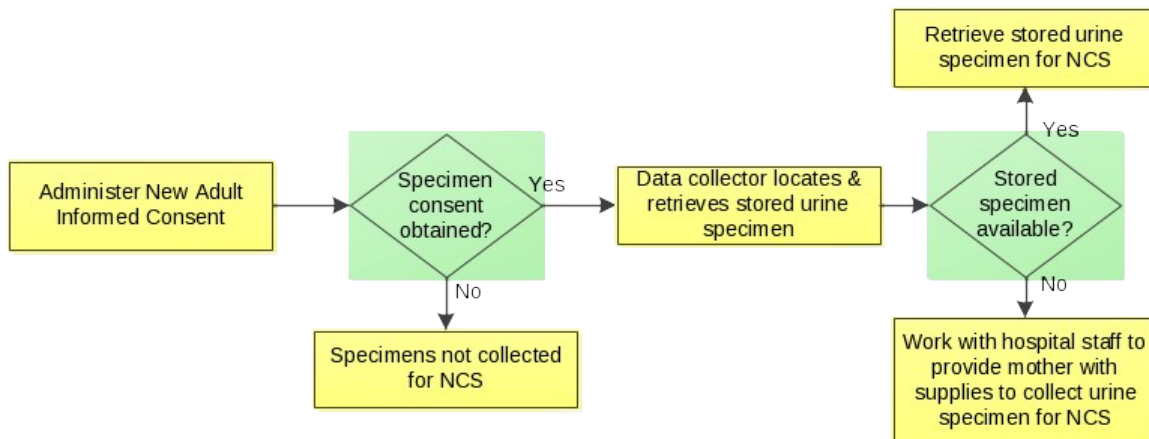 Retrieve stored urine
specimen for NCS
Yes
Administer New Adult
Informed Consent
Specimen
consent
obtained?
Yes
Data collector locates &
retrieves stored urine
specimen
Stored
specimen
available?
No
Specimens not collected
for NCS
No
Work with hospital staff to
provide mother with
supplies to collect urine
specimen for NCS